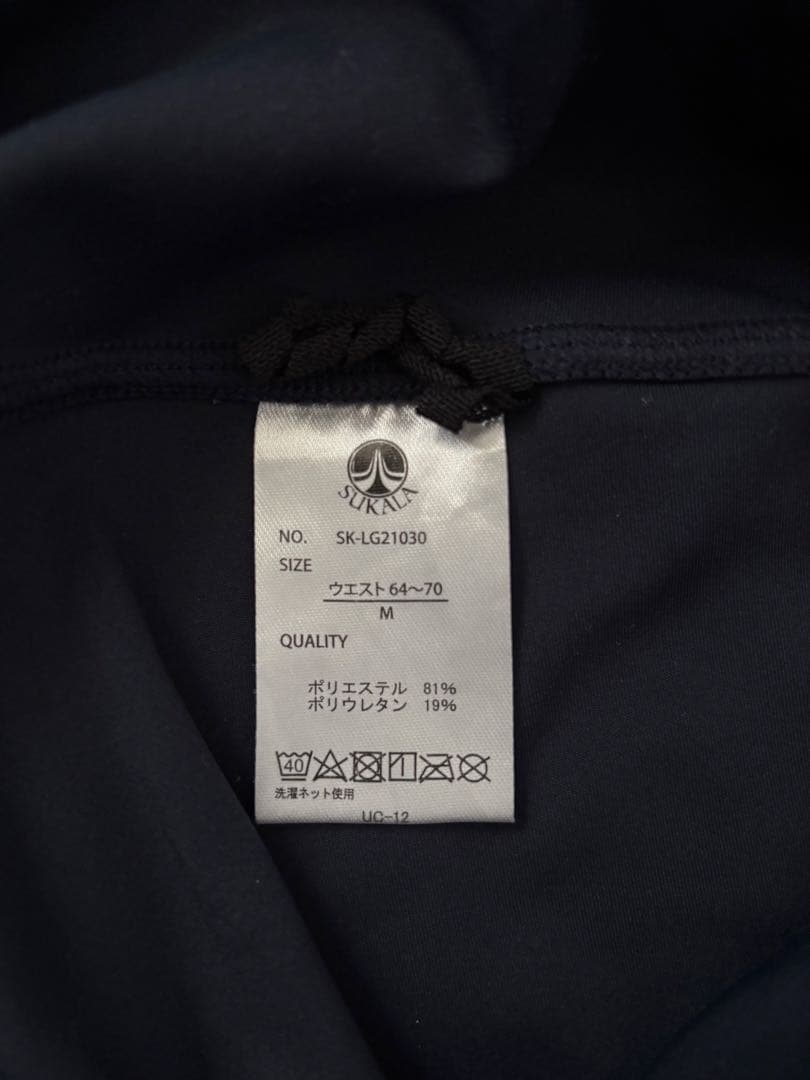 SUKALA
NO. SK-LG21030
SIZE
ウエスト 64〜70
M
QUALITY
ポリエステル 81%
ポリウレタン 19%
40
洗濯ネット使用
UC-12